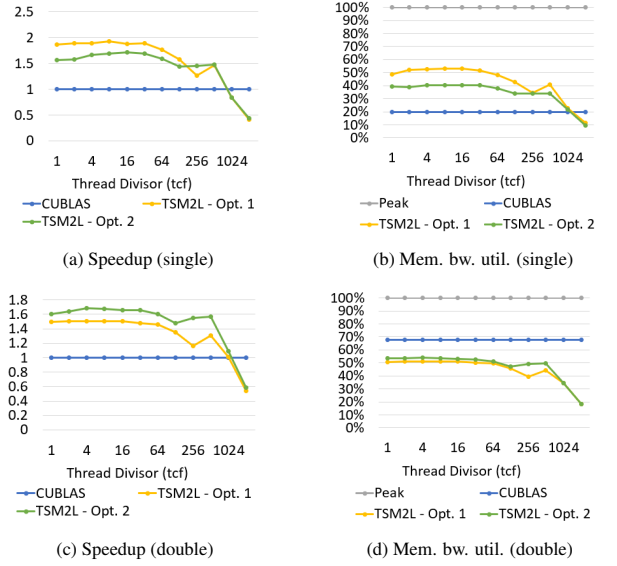 2.5
2
1.5
1
0.5
0
1 4 16 64 256 1024
Thread Divisor (tcf)
CUBLAS TSM2L - Opt. 1
TSM2L - Opt. 2
(a) Speedup (single)
100%
90%
80%
70%
60%
50%
40%
30%
20%
10%
0%
1 4 16 64 256 1024
Thread Divisor (tcf)
Peak CUBLAS
TSM2L - Opt. 1 TSM2L - Opt. 2
(b) Mem. bw. util. (single)
1.8
1.6
1.4
1.2
1
0.8
0.6
0.4
0.2
0
1 4 16 64 256 1024
Thread Divisor (tcf)
CUBLAS TSM2L - Opt. 1
TSM2L - Opt. 2
(c) Speedup (double)
100%
90%
80%
70%
60%
50%
40%
30%
20%
10%
0%
1 4 16 64 256 1024
Thread Divisor (tcf)
Peak CUBLAS
TSM2L - Opt. 1 TSM2L - Opt. 2
(d) Mem. bw. util. (double)